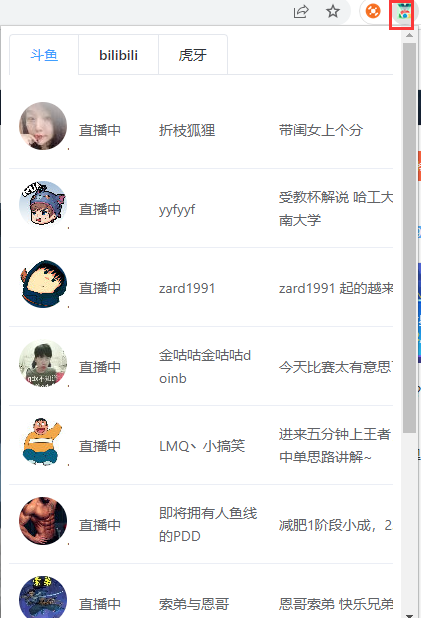 斗鱼 bilibili 虎牙
直播中 折枝狐狸 带闺女上个分
直播中 yyfyyf 受教杯解说 哈工大
南大学
直播中 zard1991 zard1991 起的越来
直播中 金咕咕金咕咕d
oinb 今天比赛太有意思
直播中 LMQ丶小搞笑 进来五分钟上王者
中单思路讲解~
直播中 即将拥有人鱼线
的PDD 减肥1阶段小成，2
索弟
直播中 索弟与恩哥 恩哥索弟 快乐兄弟